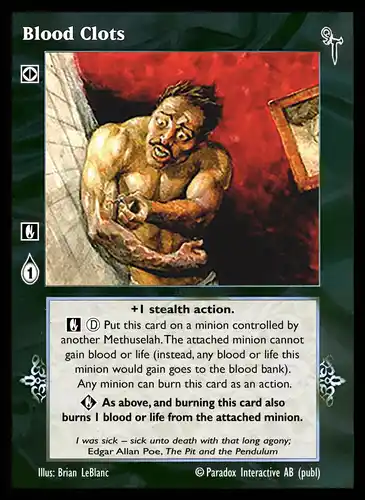 Blood Clots
1
+1 stealth action.
D Put this card on a minion controlled by
another Methuselah. The attached minion cannot
gain blood or life (instead, any blood or life this
minion would gain goes to the blood bank).
Any minion can burn this card as an action.
As above, and burning this card also
burns 1 blood or life from the attached minion.
I was sick – sick unto death with that long agony;
Edgar Allan Poe, The Pit and the Pendulum
Illus: Brian LeBlanc © Paradox Interactive AB (publ)